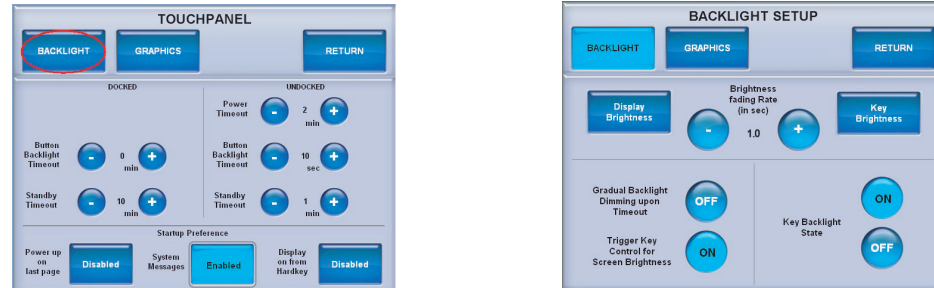 TOUCHPANEL
BACKLIGHT GRAPHICS RETURN
DOCKED UNDOCKED
Power
Timeout - 2 + 
min
Button
Backlight
Timeout - 0 + 
min
Button
Backlight
Timeout - 10 + 
sec
Standby
Timeout - 10 + 
min
Standby
Timeout - 1 + 
min
Startup Preference
Power up
on
last page
Disabled
System
Messages
Enabled
Display
on from
Hardkey
Disabled
BACKLIGHT SETUP
BACKLIGHT GRAPHICS RETURN
Display
Brightness
Brightness
fading Rate
(in sec)
- 1.0 +
Key
Brightness
Gradual Backlight
Dimming upon
Timeout
OFF
Trigger Key
Control for
Screen Brightness
ON
Key Backlight
State
ON
OFF